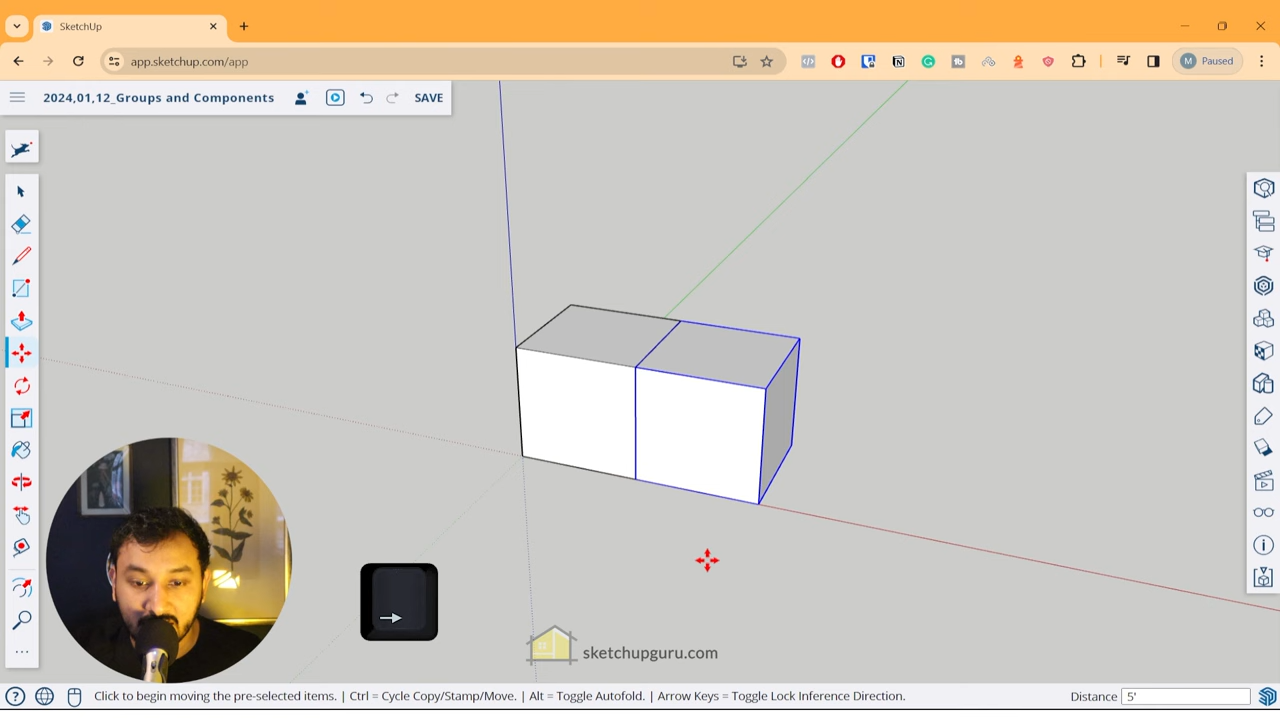 SketchUp
app.sketchup.com/app
M Paused
2024,01,12_Groups and Components
SAVE
sketchupguru.com
Click to begin moving the pre-selected items. | Ctrl = Cycle Copy/Stamp/Move. | Alt = Toggle Autofold. | Arrow Keys = Toggle Lock Inference Direction.
Distance 5'